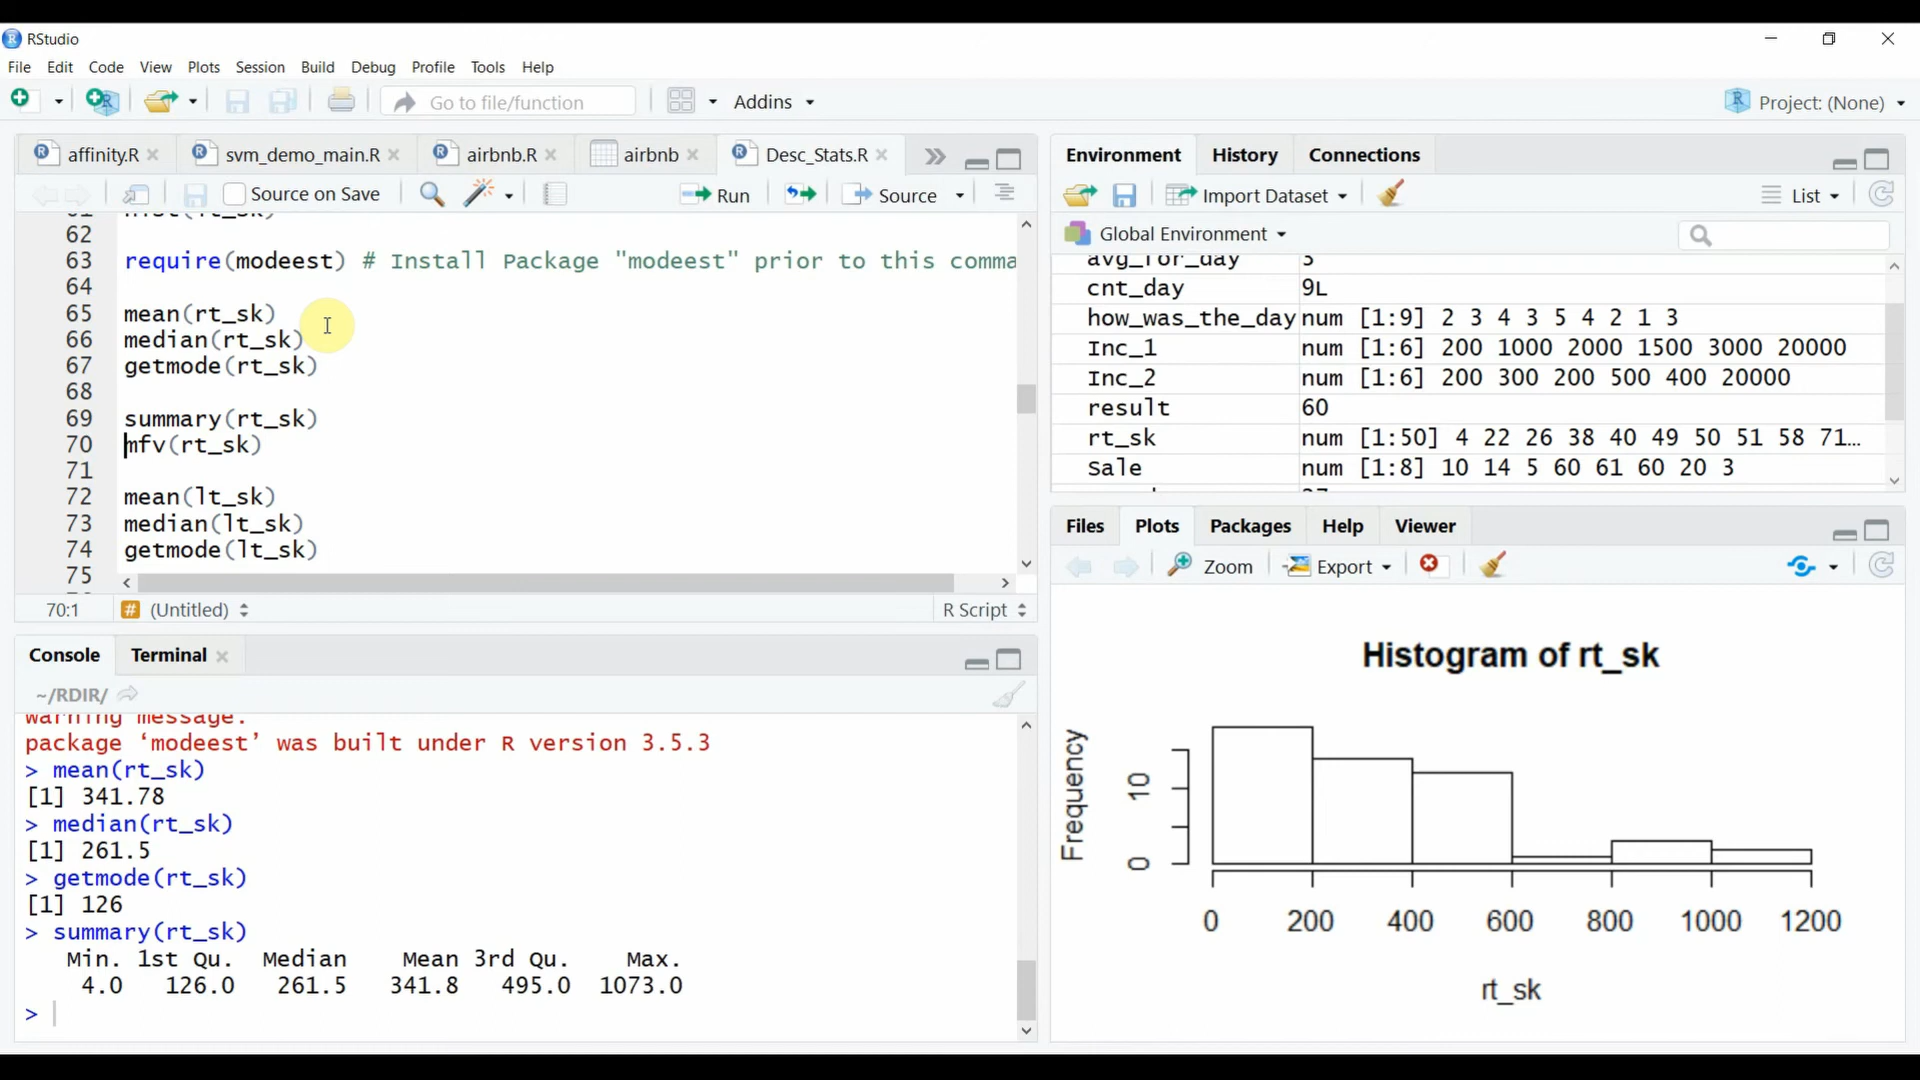 RStudio
File Edit Code View Plots Session Build Debug Profile Tools Help
Go to file/function Addins Project: (None)
affinity.R svm_demo_main.R airbnb.R airbnb Desc_Stats.R
Source on Save Run Source
62
63 require(modeest) # Install Package "modeest" prior to this comma
64
65 mean(rt_sk)
66 median(rt_sk)
67 getmode(rt_sk)
68
69 summary(rt_sk)
70 mfv(rt_sk)
71
72 mean(lt_sk)
73 median(lt_sk)
74 getmode(lt_sk)
75
70:1 # (Untitled) R Script
Console Terminal
~/RDIR/
warning message:
package ‘modeest’ was built under R version 3.5.3
> mean(rt_sk)
[1] 341.78
> median(rt_sk)
[1] 261.5
> getmode(rt_sk)
[1] 126
> summary(rt_sk)
Min. 1st Qu. Median Mean 3rd Qu. Max.
4.0 126.0 261.5 341.8 495.0 1073.0
>
Environment History Connections
Import Dataset List
Global Environment
avg_for_day 3
cnt_day 9L
how_was_the_day num [1:9] 2 3 4 3 5 4 2 1 3
Inc_1 num [1:6] 200 1000 2000 1500 3000 20000
Inc_2 num [1:6] 200 300 200 500 400 20000
result 60
rt_sk num [1:50] 4 22 26 38 40 49 50 51 58 71...
Sale num [1:8] 10 14 5 60 61 60 20 3
Files Plots Packages Help Viewer
Zoom Export
Histogram of rt_sk
Frequency
10
0
0 200 400 600 800 1000 1200
rt_sk